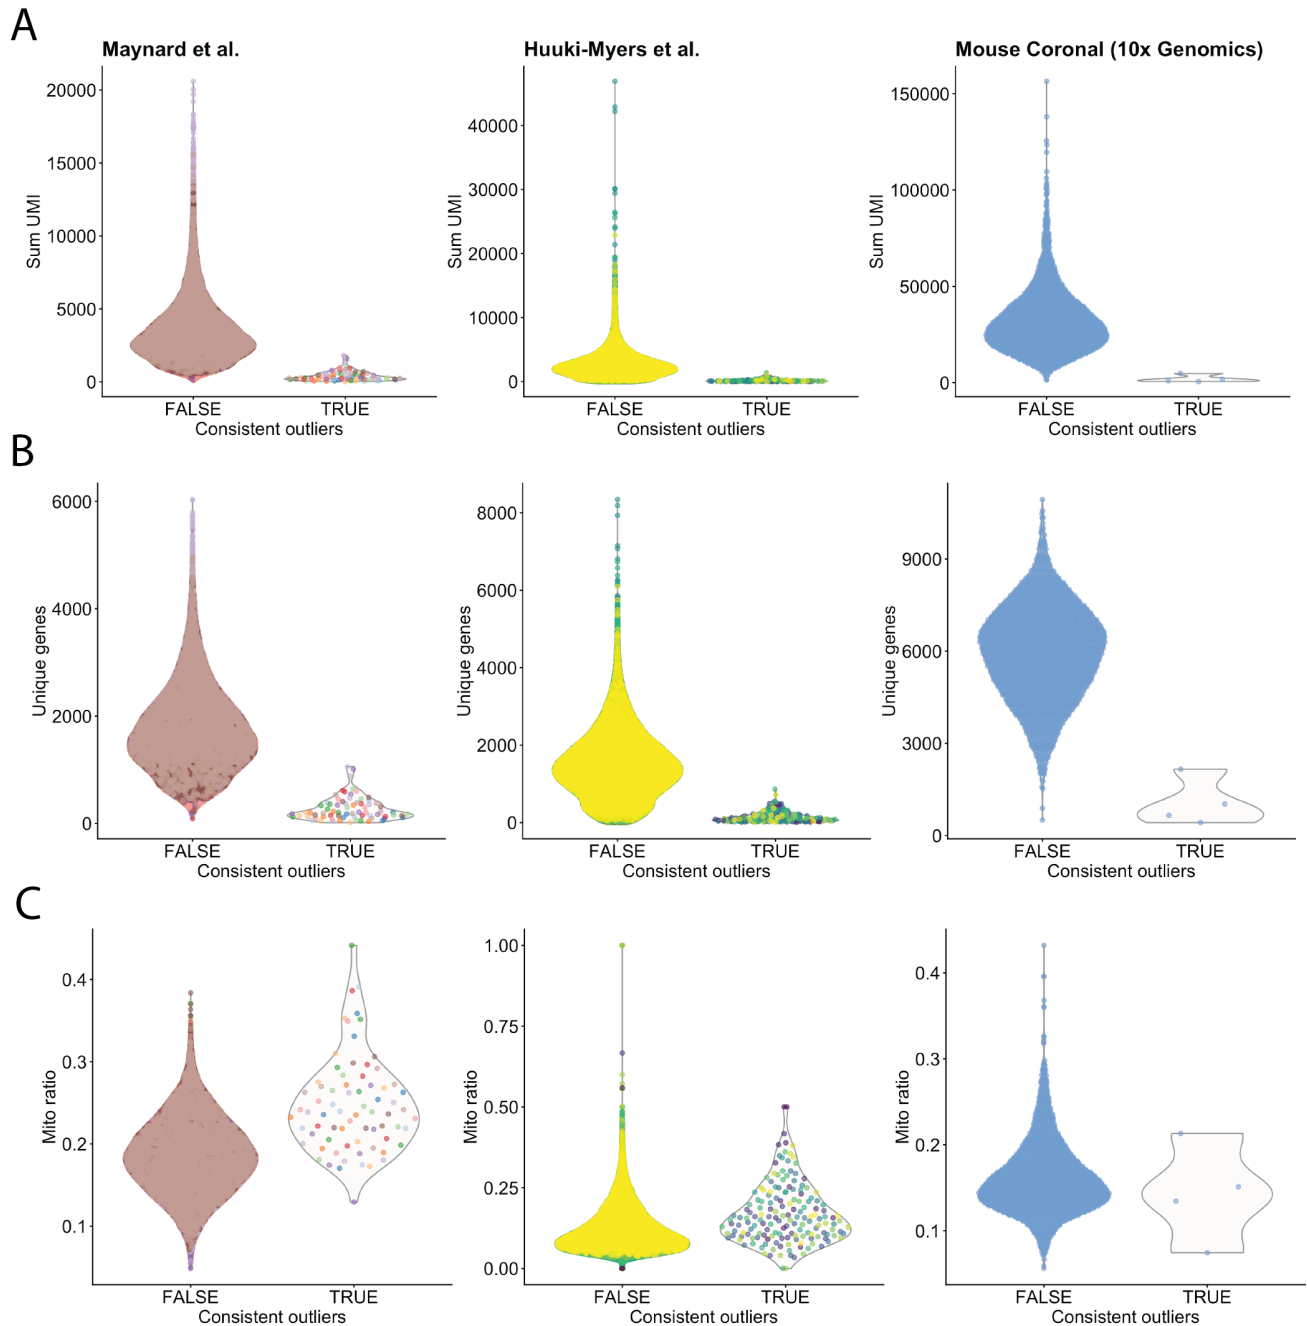 A
Maynard et al.
Huuki-Myers et al.
Mouse Coronal (10x Genomics)
Sum UMI
20000
15000
10000
5000
0
FALSE
TRUE
Consistent outliers
Sum UMI
40000
30000
20000
10000
0
FALSE
TRUE
Consistent outliers
Sum UMI
150000
100000
50000
0
FALSE
TRUE
Consistent outliers
B
Unique genes
6000
4000
2000
0
FALSE
TRUE
Consistent outliers
Unique genes
8000
6000
4000
2000
0
FALSE
TRUE
Consistent outliers
Unique genes
9000
6000
3000
0
FALSE
TRUE
Consistent outliers
C
Mito ratio
0.4
0.3
0.2
0.1
FALSE
TRUE
Consistent outliers
Mito ratio
1.00
0.75
0.50
0.25
0.00
FALSE
TRUE
Consistent outliers
Mito ratio
0.4
0.3
0.2
0.1
FALSE
TRUE
Consistent outliers